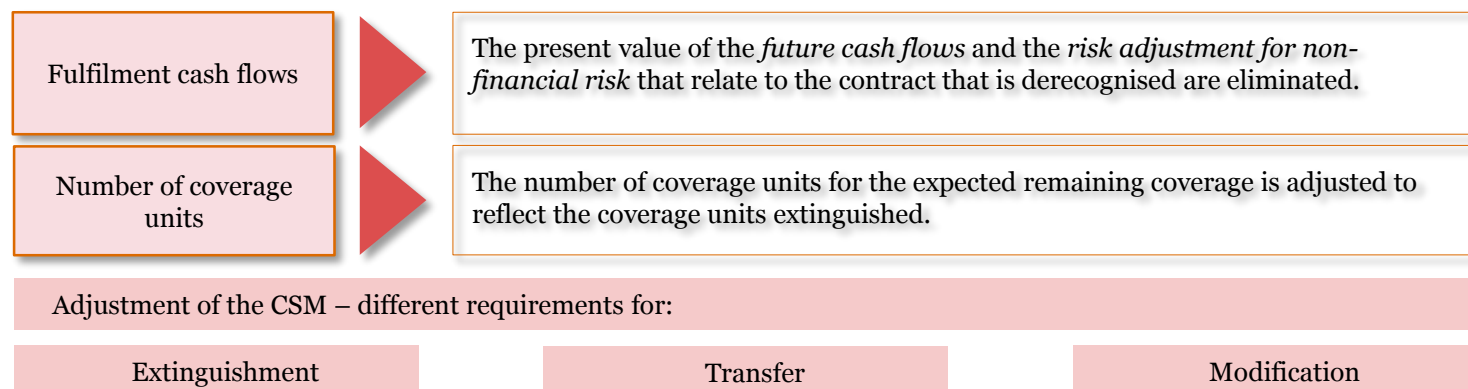 Fulfilment cash flows
The present value of the future cash flows and the risk adjustment for non-
financial risk that relate to the contract that is derecognised are eliminated.
Number of coverage
units
The number of coverage units for the expected remaining coverage is adjusted to
reflect the coverage units extinguished.
Adjustment of the CSM – different requirements for:
Extinguishment
Transfer
Modification